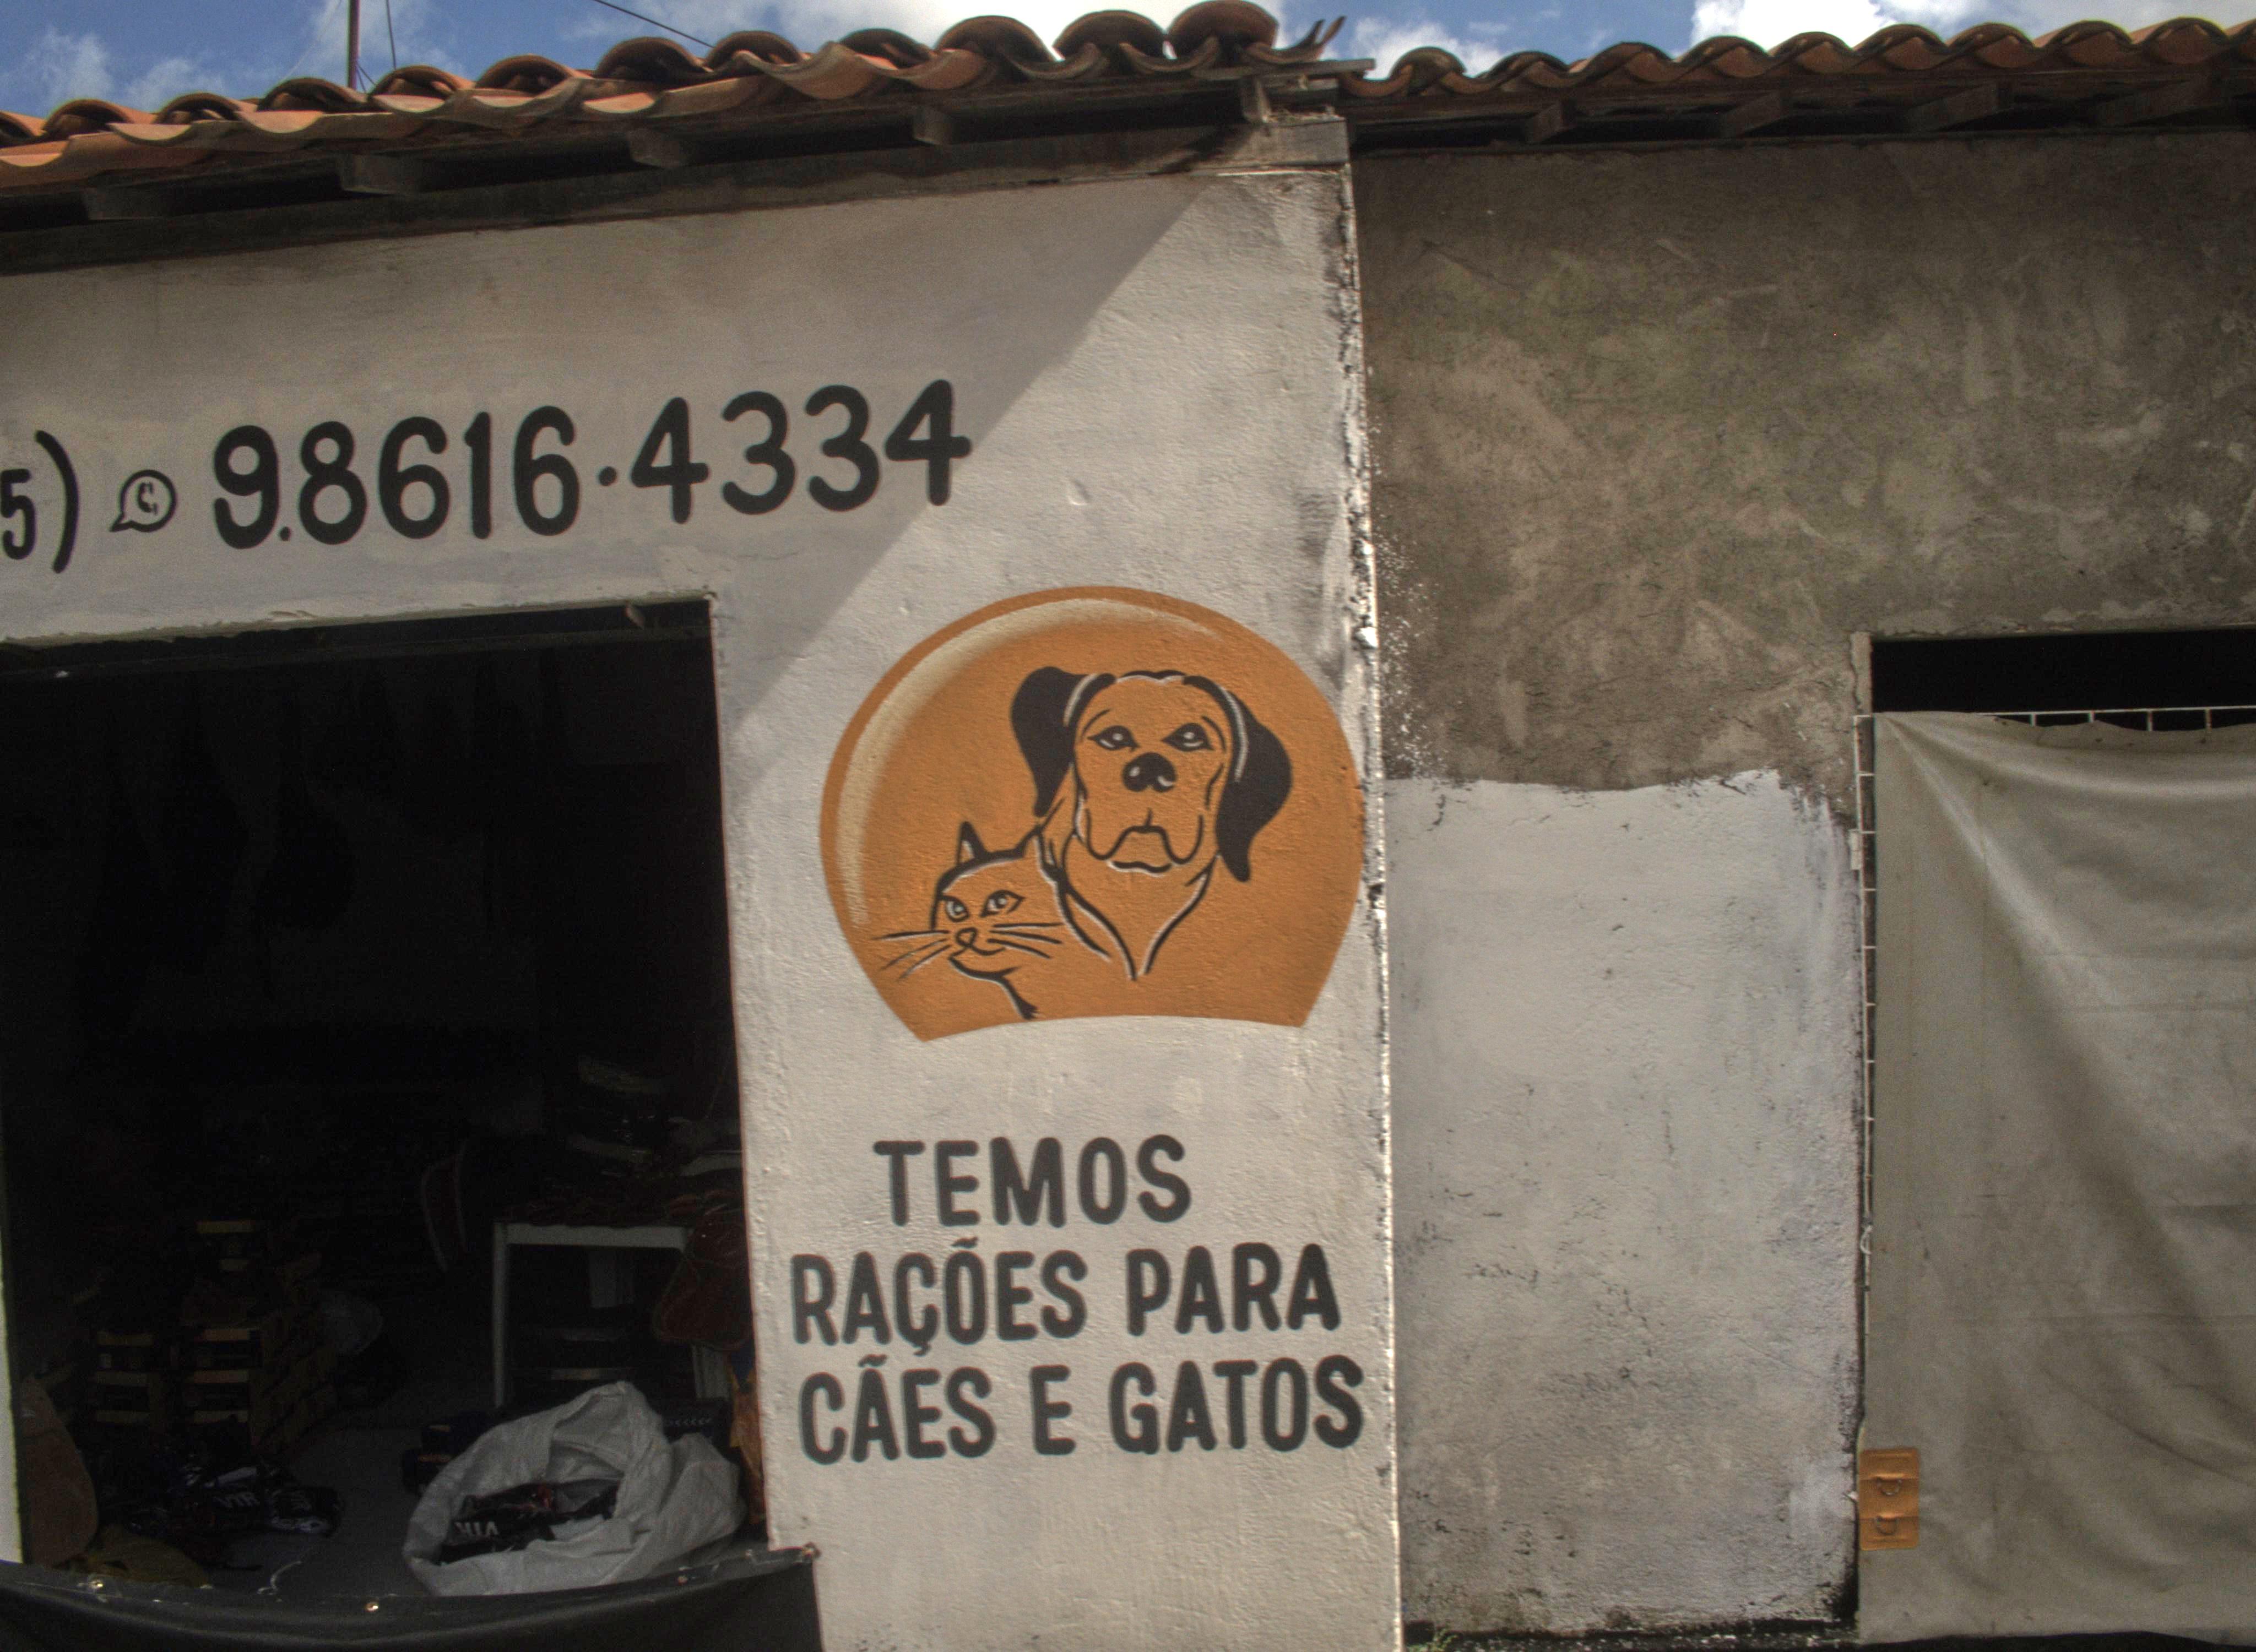 5) 9.8616.4334
TEMOS
RAÇÕES PARA
CÃES E GATOS